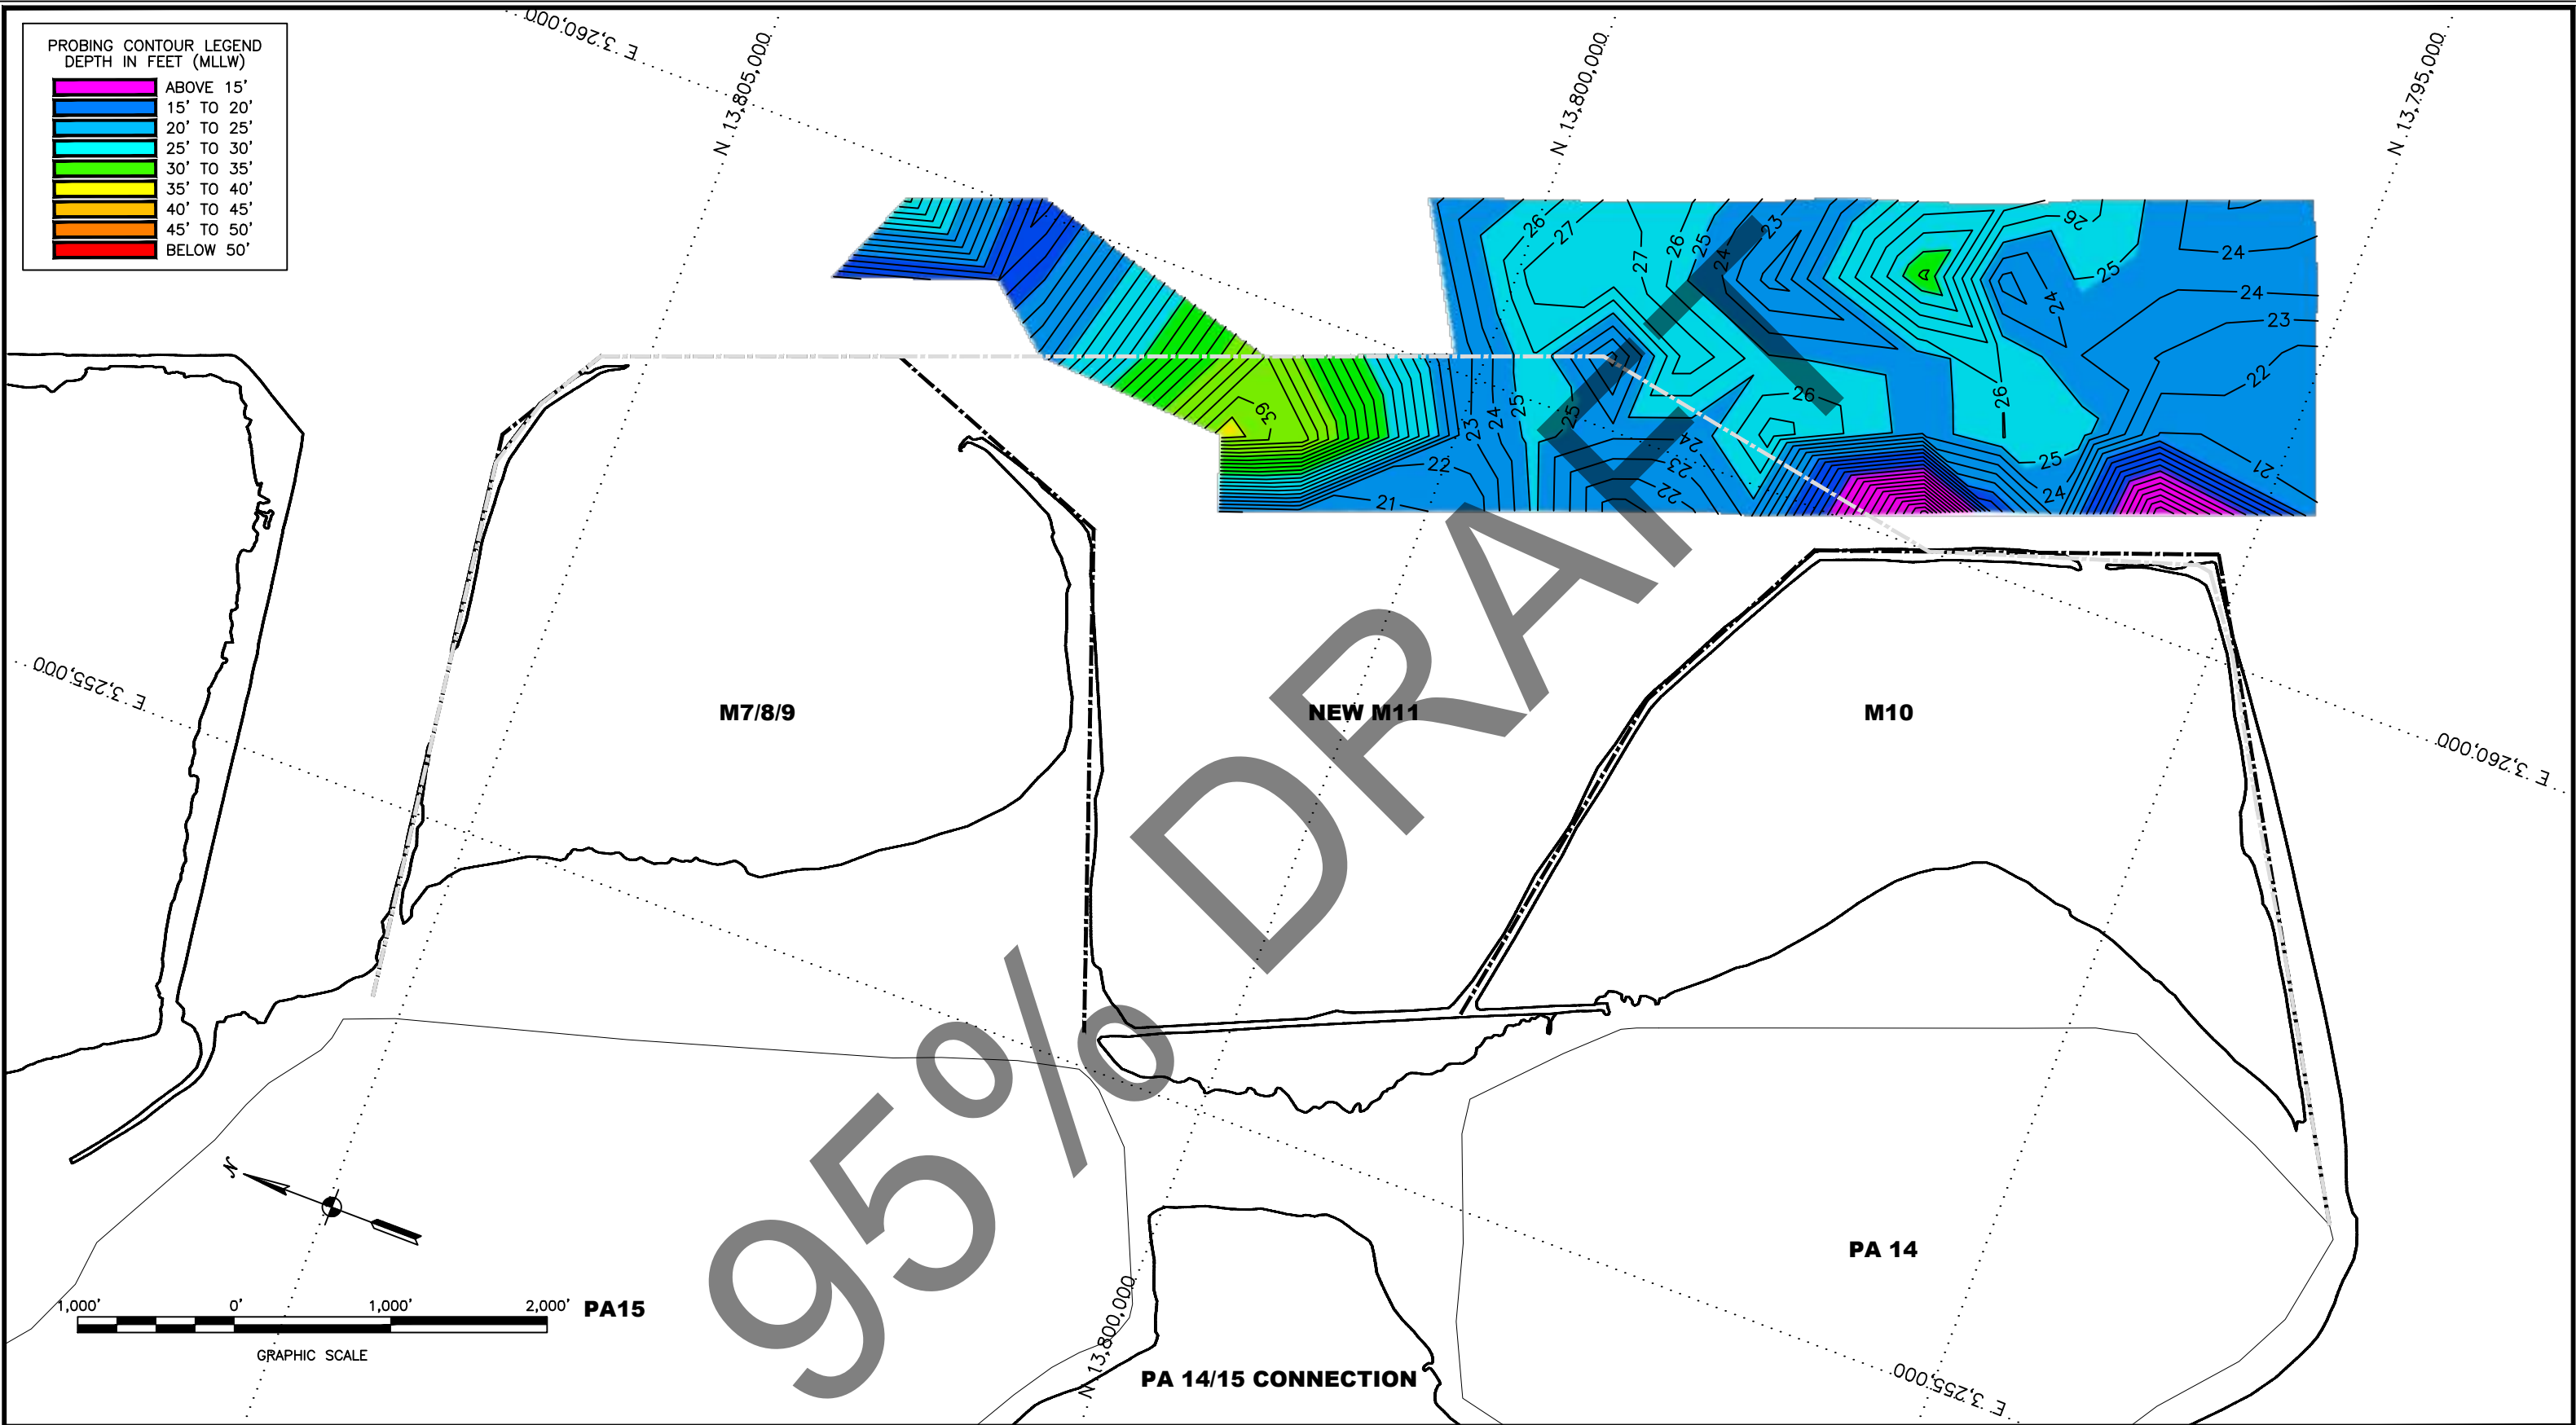 PROBING CONTOUR LEGEND
DEPTH IN FEET (MLLW)
ABOVE 15'
15' TO 20'
20' TO 25'
25' TO 30'
30' TO 35'
35' TO 40'
40' TO 45'
45' TO 50'
BELOW 50'
E 3,260,000
N 13,805,000
N 13,800,000
N 13,795,000
26
27
27
26
25
24
23
26
25
24
24
24
23
22
39
23
24
25
25
26
26
24
23
22
22
21
25
24
21
E 3,255,000
M7/8/9
NEW M11
M10
E 3,260,000
95% DRAFT
N
PA 14
1,000'
0'
1,000'
2,000'
PA15
GRAPHIC SCALE
N 13,800,000
PA 14/15 CONNECTION
E 3,255,000